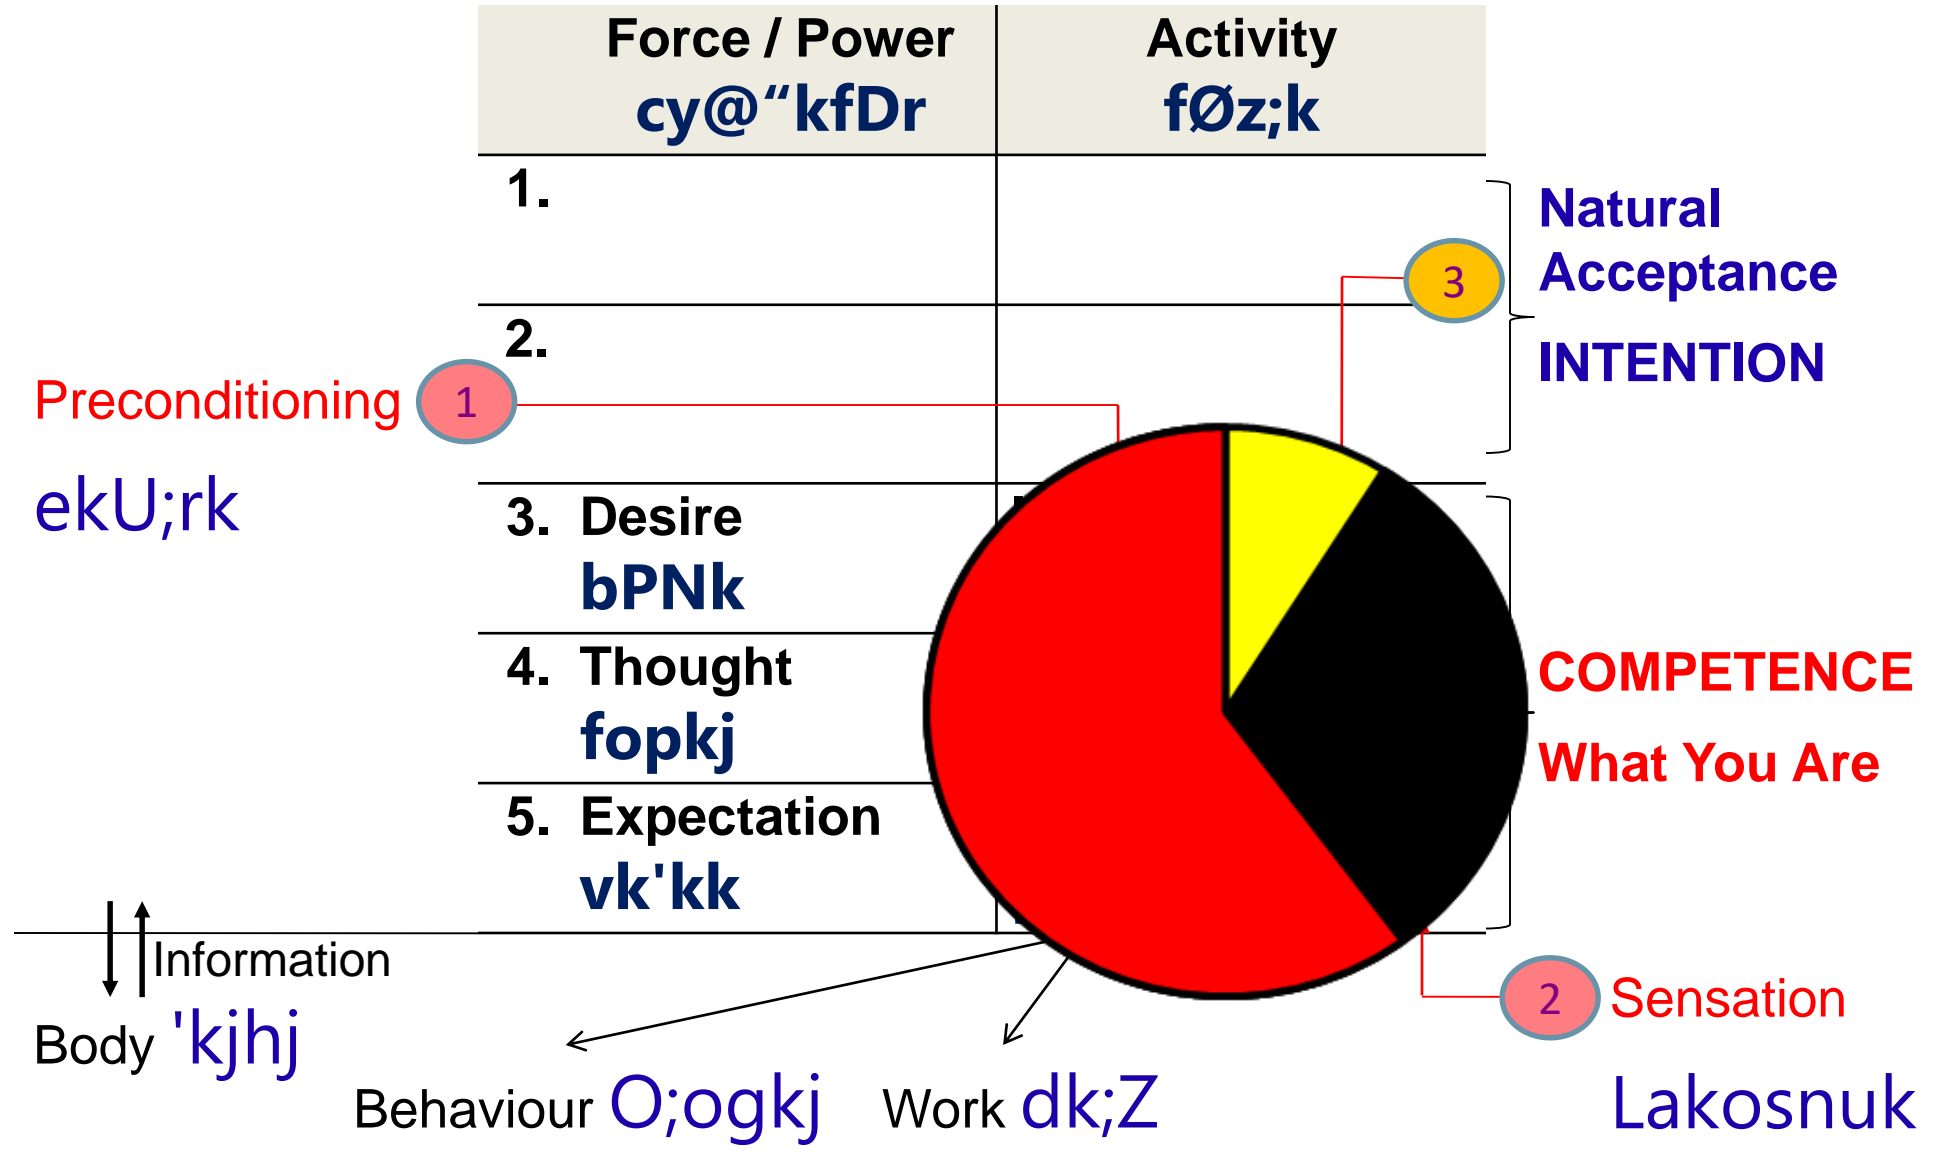 Force / Power
Activity
cy@“kfDr
fØz;k
1.
Natural
Acceptance
3
2.
INTENTION
Preconditioning
1
ekU;rk
3. Desire
bPNk
4. Thought
COMPETENCE
fopkj
What You Are
5. Expectation
vk'kk
Information
2
Sensation
Body 'kjhj
Behaviour O;ogkj
Work dk;Z
Lakosnuk